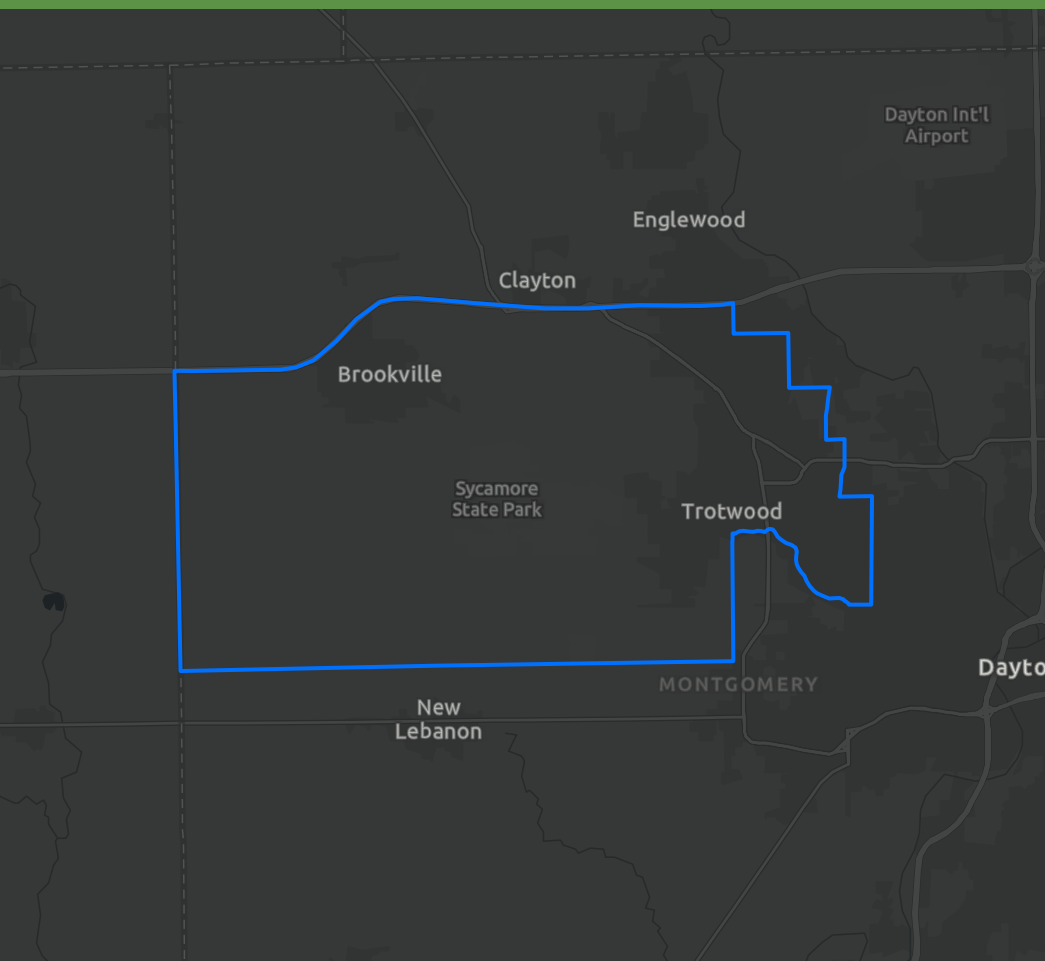 Dayton Int'l
Airport
Englewood
Clayton
Brookville
Sycamore
State Park
Trotwood
Dayto
MONTGOMERY
New
Lebanon